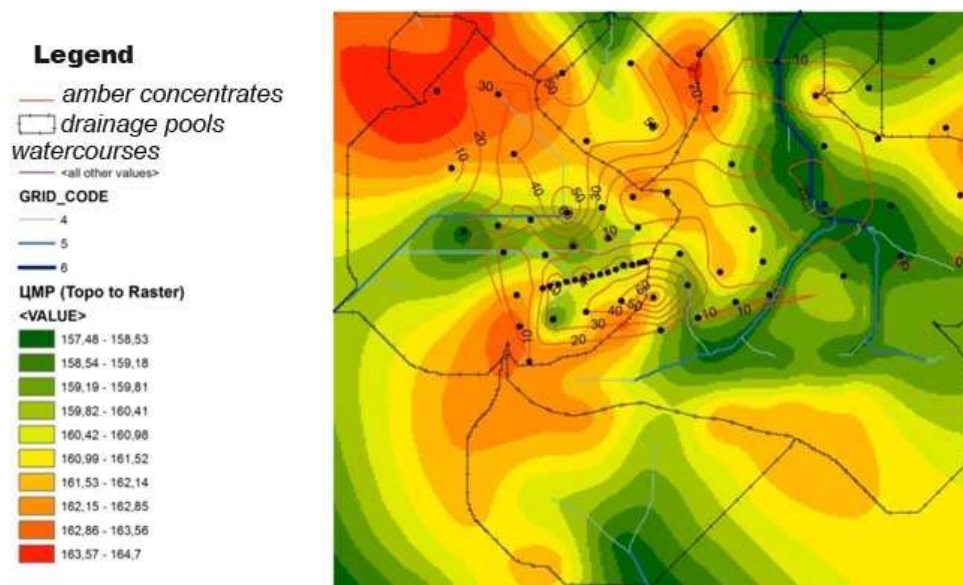 Legend
amber concentrates
drainage pools
watercourses
<all other values>
GRID_CODE
4
5
6
ЦМР (Topo to Raster)
<VALUE>
157,48 - 158,53
158,54 - 159,18
159,19 - 159,81
159,82 - 160,41
160,42 - 160,98
160,99 - 161,52
161,53 - 162,14
162,15 - 162,85
162,86 - 163,56
163,57 - 164,7
30
50
20
10
20
50
10
40
50
30
10
60
50
40
30
20
10
10
10